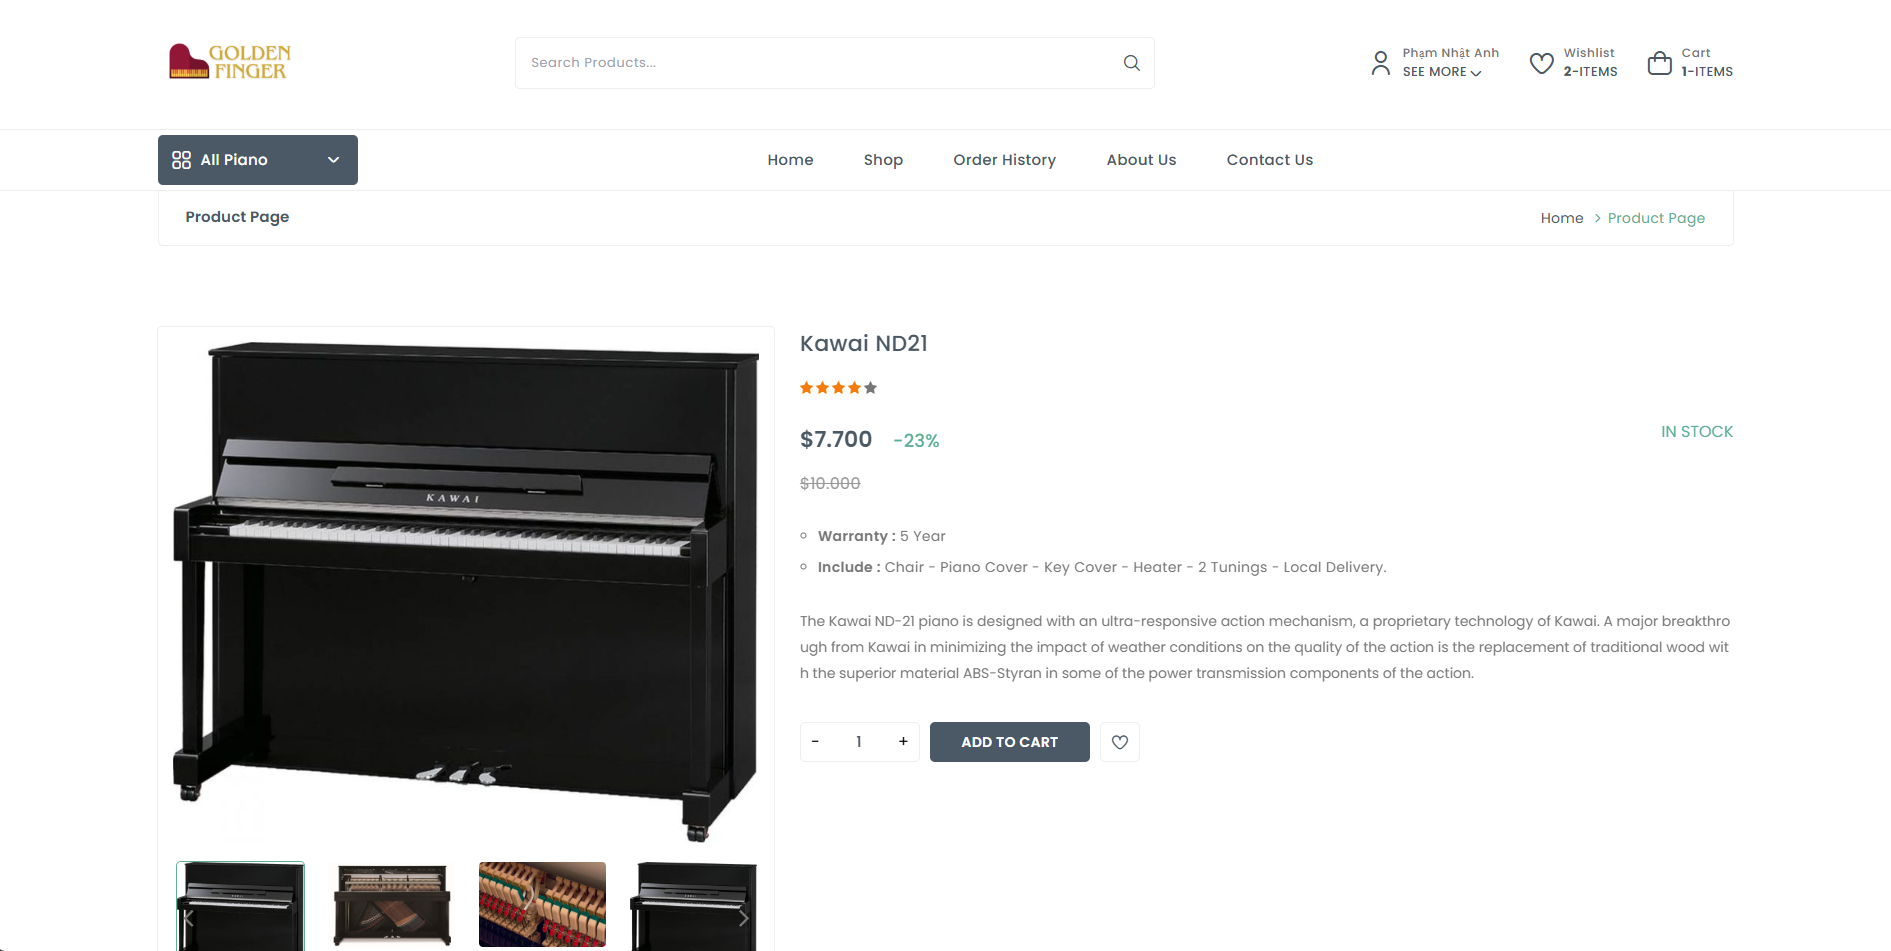 GOLDEN
FINGER
Search Products...
Phạm Nhật Anh
SEE MORE
Wishlist
2-ITEMS
Cart
1-ITEMS
All Piano
Home
Shop
Order History
About Us
Contact Us
Product Page
Home > Product Page
KAWAI
Kawai ND21
$7.700 -23%
IN STOCK
$10.000
Warranty : 5 Year
Include : Chair - Piano Cover - Key Cover - Heater - 2 Tunings - Local Delivery.
The Kawai ND-21 piano is designed with an ultra-responsive action mechanism, a proprietary technology of Kawai. A major breakthro
ugh from Kawai in minimizing the impact of weather conditions on the quality of the action is the replacement of traditional wood wit
h the superior material ABS-Styran in some of the power transmission components of the action.
- 1 +
ADD TO CART